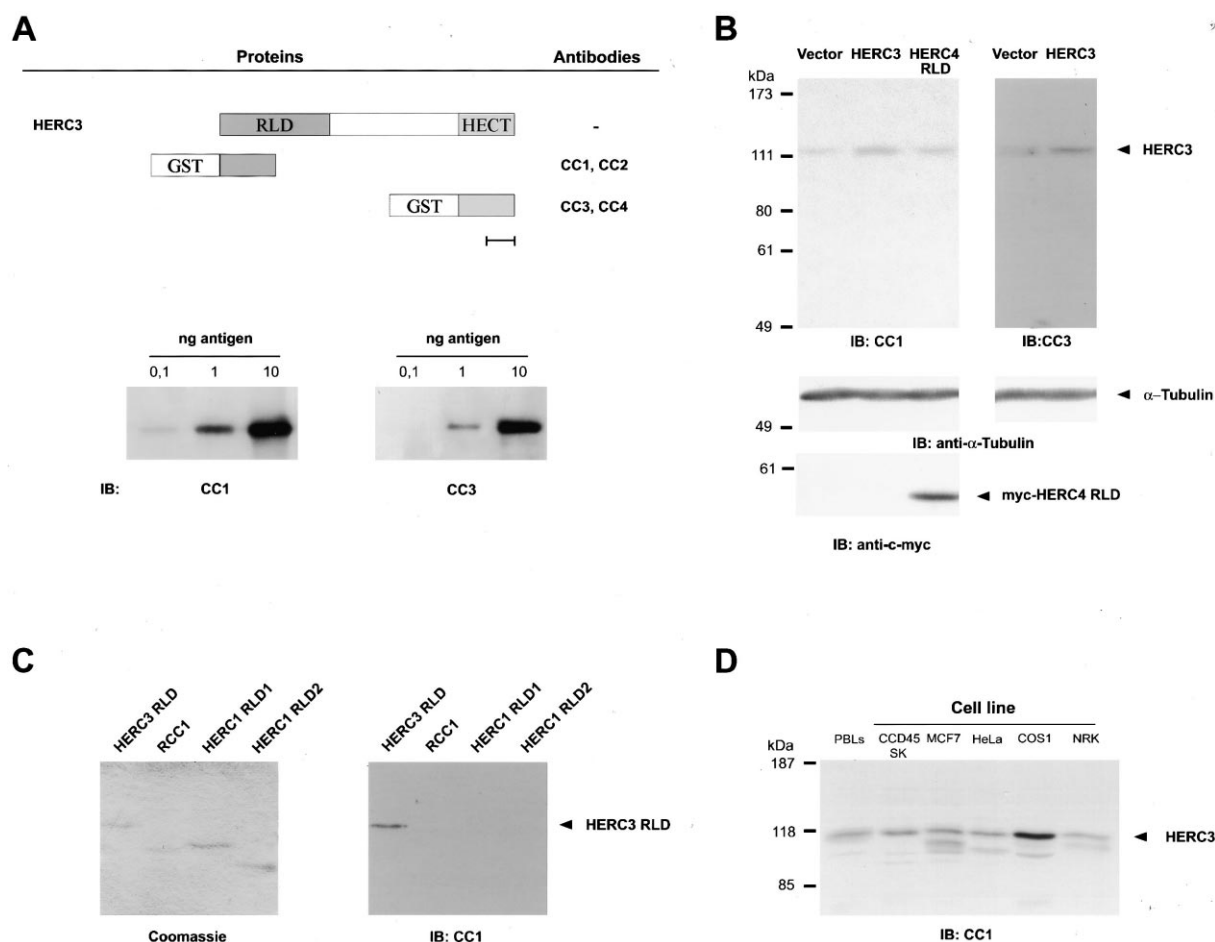 A
Proteins Antibodies
HERC3 RLD HECT -
GST CC1, CC2
GST CC3, CC4
ng antigen ng antigen
0,1 1 10 0,1 1 10
IB: CC1 CC3
B
Vector HERC3 HERC4 RLD Vector HERC3
kDa
173
111
80
61
49
HERC3
IB: CC1 IB:CC3
α-Tubulin
49
IB: anti-α-Tubulin
61
myc-HERC4 RLD
IB: anti-c-myc
C
HERC3 RLD RCC1 HERC1 RLD1 HERC1 RLD2
HERC3 RLD RCC1 HERC1 RLD1 HERC1 RLD2
HERC3 RLD
Coomassie IB: CC1
D
Cell line
kDa
PBLs CCD45 SK MCF7 HeLa COS1 NRK
187
118
85
HERC3
IB: CC1